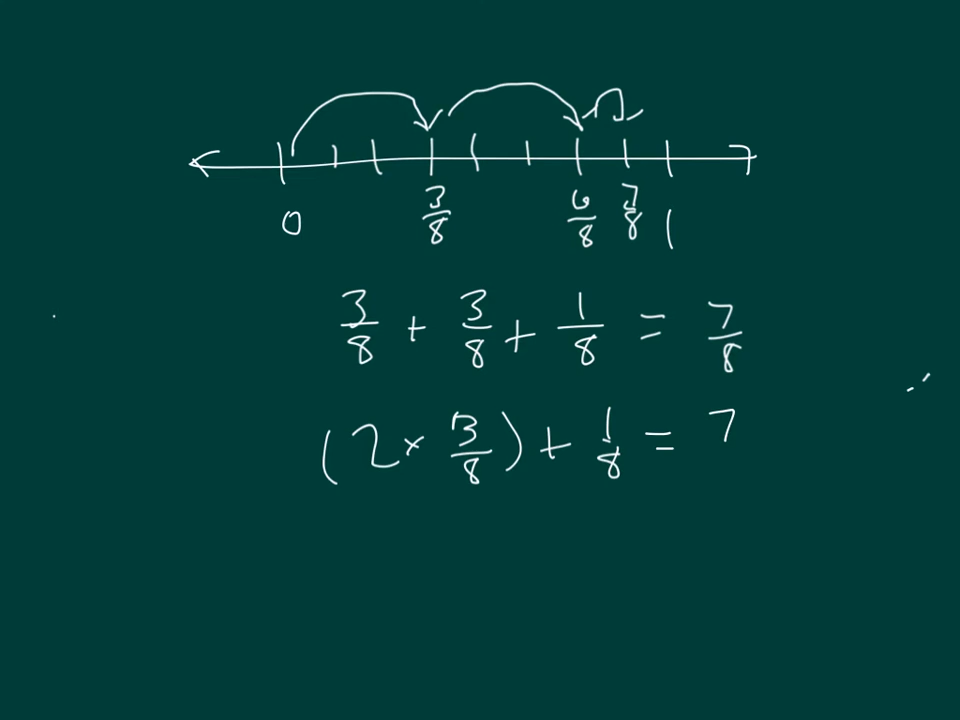 0 3/8 6/8 7/8 1
3/8 + 3/8 + 1/8 = 7/8
(2 × 3/8) + 1/8 = 7